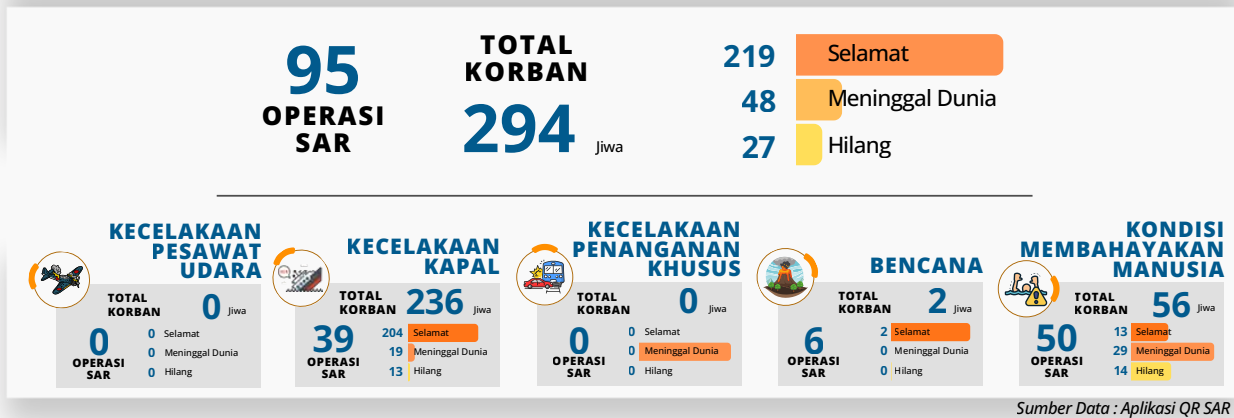 95
OPERASI
SAR
TOTAL
KORBAN
294 Jiwa
219 Selamat
48 Meninggal Dunia
27 Hilang
KECELAKAAN
PESAWAT
UDARA
TOTAL
KORBAN
0 Jiwa
0
OPERASI
SAR
0 Selamat
0 Meninggal Dunia
0 Hilang
KECELAKAAN
KAPAL
TOTAL
KORBAN
236 Jiwa
39
OPERASI
SAR
204 Selamat
19 Meninggal Dunia
13 Hilang
KECELAKAAN
PENANGANAN
KHUSUS
TOTAL
KORBAN
0 Jiwa
0
OPERASI
SAR
0 Selamat
0 Meninggal Dunia
0 Hilang
BENCANA
TOTAL
KORBAN
2 Jiwa
6
OPERASI
SAR
2 Selamat
0 Meninggal Dunia
0 Hilang
KONDISI
MEMBAHAYAKAN
MANUSIA
TOTAL
KORBAN
56 Jiwa
50
OPERASI
SAR
13 Selamat
29 Meninggal Dunia
14 Hilang
Sumber Data : Aplikasi QR SAR